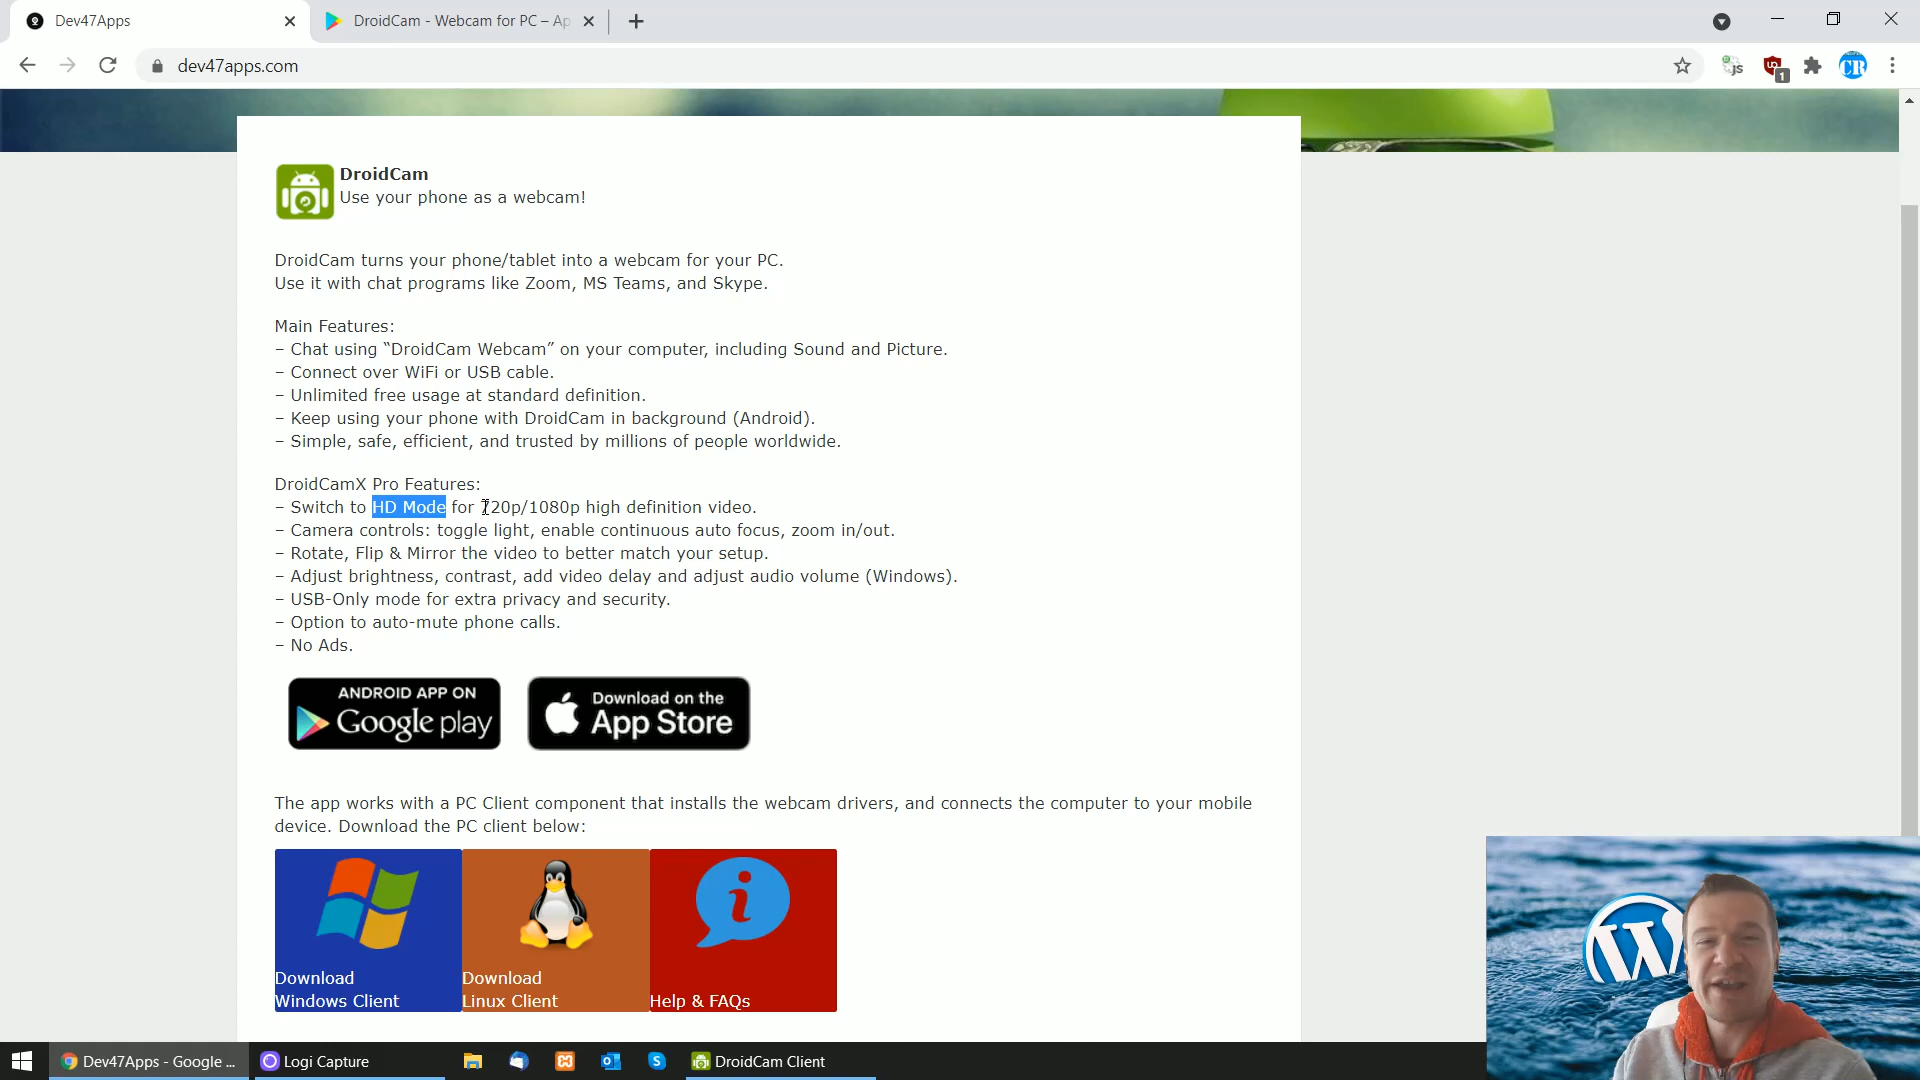 Dev47Apps
DroidCam - Webcam for PC – Ap
dev47apps.com
js
1
CR
DroidCam
Use your phone as a webcam!
DroidCam turns your phone/tablet into a webcam for your PC.
Use it with chat programs like Zoom, MS Teams, and Skype.
Main Features:
– Chat using “DroidCam Webcam” on your computer, including Sound and Picture.
– Connect over WiFi or USB cable.
– Unlimited free usage at standard definition.
– Keep using your phone with DroidCam in background (Android).
– Simple, safe, efficient, and trusted by millions of people worldwide.
DroidCamX Pro Features:
– Switch to HD Mode for 720p/1080p high definition video.
– Camera controls: toggle light, enable continuous auto focus, zoom in/out.
– Rotate, Flip & Mirror the video to better match your setup.
– Adjust brightness, contrast, add video delay and adjust audio volume (Windows).
– USB-Only mode for extra privacy and security.
– Option to auto-mute phone calls.
– No Ads.
ANDROID APP ON
Google play
Download on the
App Store
The app works with a PC Client component that installs the webcam drivers, and connects the computer to your mobile
device. Download the PC client below:
Download
Windows Client
Download
Linux Client
Help & FAQs
Dev47Apps - Google ...
Logi Capture
DroidCam Client